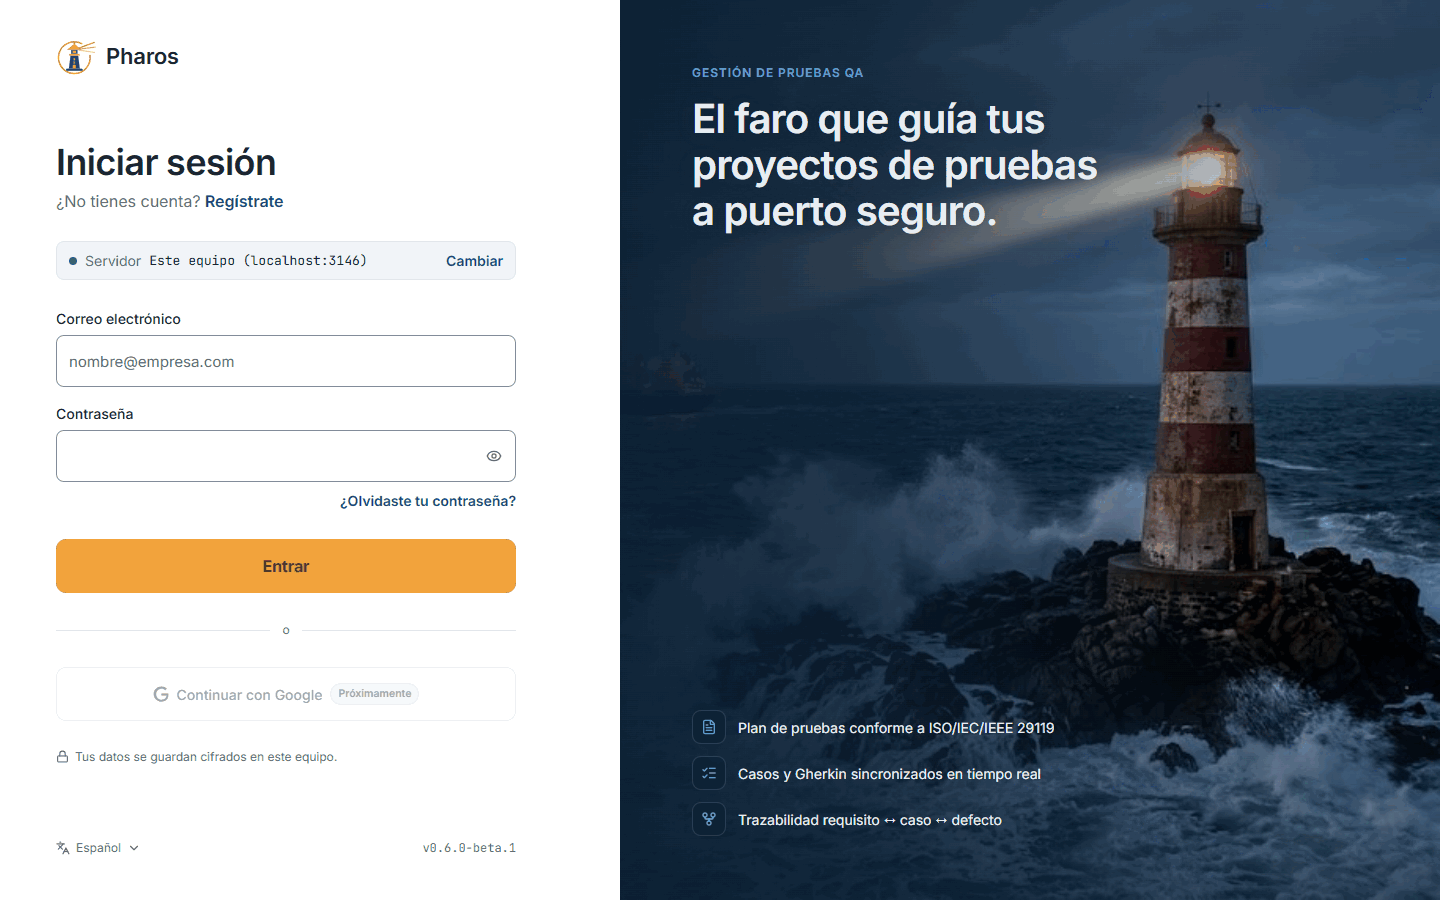 Pharos
Iniciar sesión
¿No tienes cuenta? Regístrate
Servidor Este equipo (localhost:3146) Cambiar
Correo electrónico
nombre@empresa.com
Contraseña
¿Olvidaste tu contraseña?
Entrar
o
Continuar con Google Próximamente
Tus datos se guardan cifrados en este equipo.
Español v0.6.0-beta.1
GESTIÓN DE PRUEBAS QA
El faro que guía tus
proyectos de pruebas
a puerto seguro.
Plan de pruebas conforme a ISO/IEC/IEEE 29119
Casos y Gherkin sincronizados en tiempo real
Trazabilidad requisito ↔ caso ↔ defecto